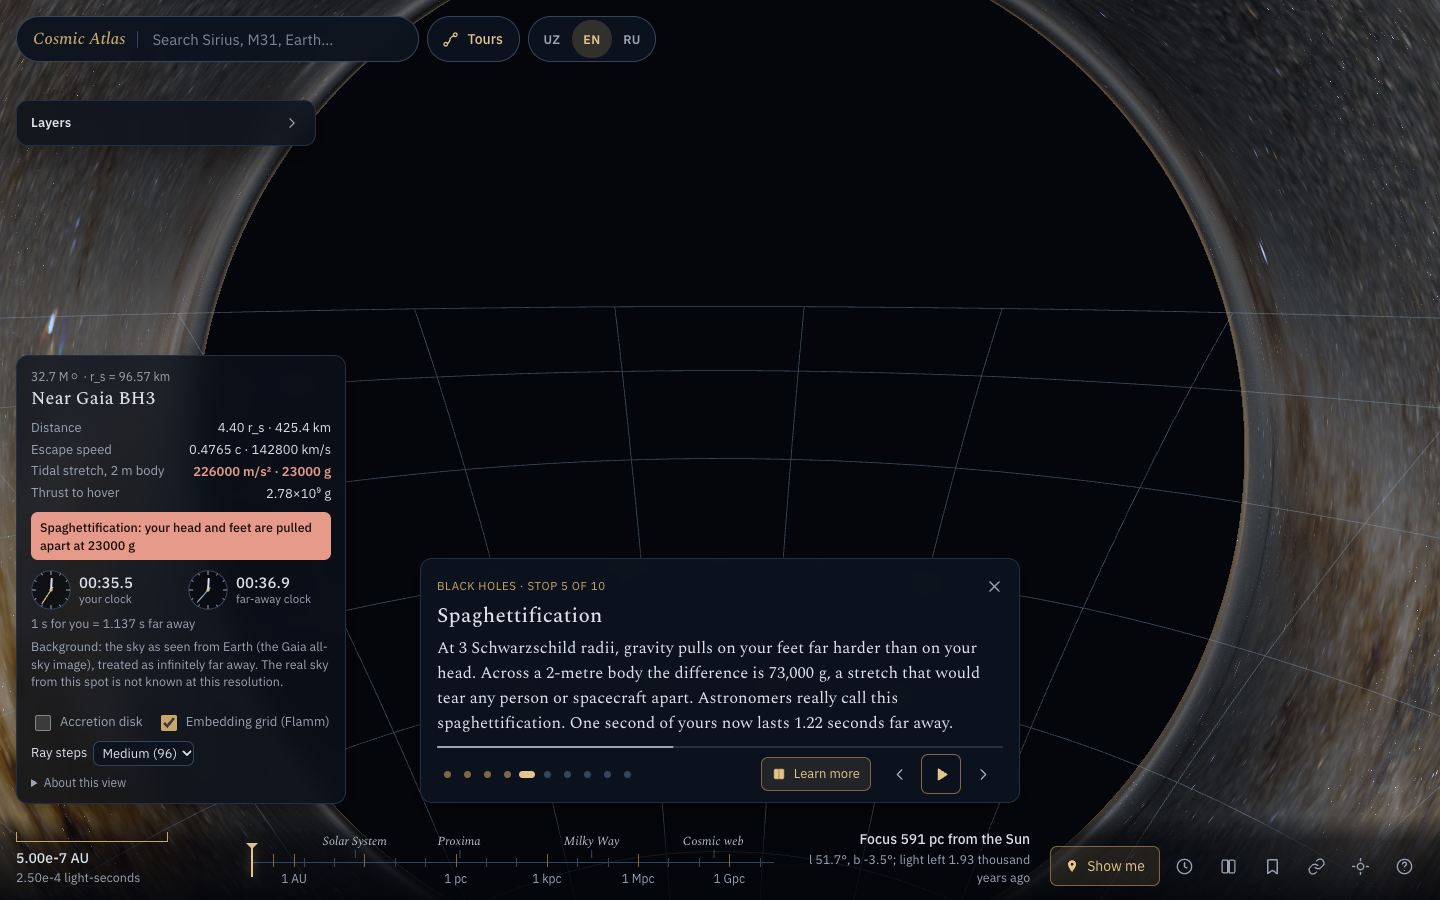 Cosmic Atlas
Search Sirius, M31, Earth...
Tours
UZ
EN
RU
Layers
32.7 M☉ · r_s = 96.57 km
Near Gaia BH3
Distance 4.40 r_s · 425.4 km
Escape speed 0.4765 c · 142800 km/s
Tidal stretch, 2 m body 226000 m/s² · 23000 g
Thrust to hover 2.78×10⁹ g
Spaghettification: your head and feet are pulled
apart at 23000 g
00:35.5
your clock
00:36.9
far-away clock
1 s for you = 1.137 s far away
Background: the sky as seen from Earth (the Gaia all-
sky image), treated as infinitely far away. The real sky
from this spot is not known at this resolution.
Accretion disk
Embedding grid (Flamm)
Ray steps Medium (96)
About this view
BLACK HOLES · STOP 5 OF 10
Spaghettification
At 3 Schwarzschild radii, gravity pulls on your feet far harder than on your
head. Across a 2-metre body the difference is 73,000 g, a stretch that would
tear any person or spacecraft apart. Astronomers really call this
spaghettification. One second of yours now lasts 1.22 seconds far away.
Learn more
5.00e-7 AU
2.50e-4 light-seconds
Solar System
Proxima
Milky Way
Cosmic web
1 AU
1 pc
1 kpc
1 Mpc
1 Gpc
Focus 591 pc from the Sun
l 51.7°, b -3.5°; light left 1.93 thousand
years ago
Show me